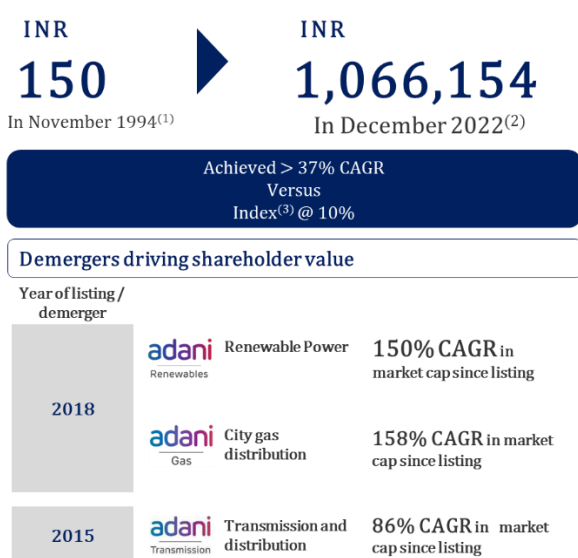 INR
150
In November 1994(1)
INR
1,066,154
In December 2022(2)
Achieved > 37% CAGR
Versus
Index(3) @ 10%
Demergers driving shareholder value
Year of listing /
demerger
2018
adani
Renewables
Renewable Power
150% CAGR in
market cap since listing
adani
Gas
City gas
distribution
158% CAGR in market
cap since listing
2015
adani
Transmission
Transmission and
distribution
86% CAGR in market
cap since listing